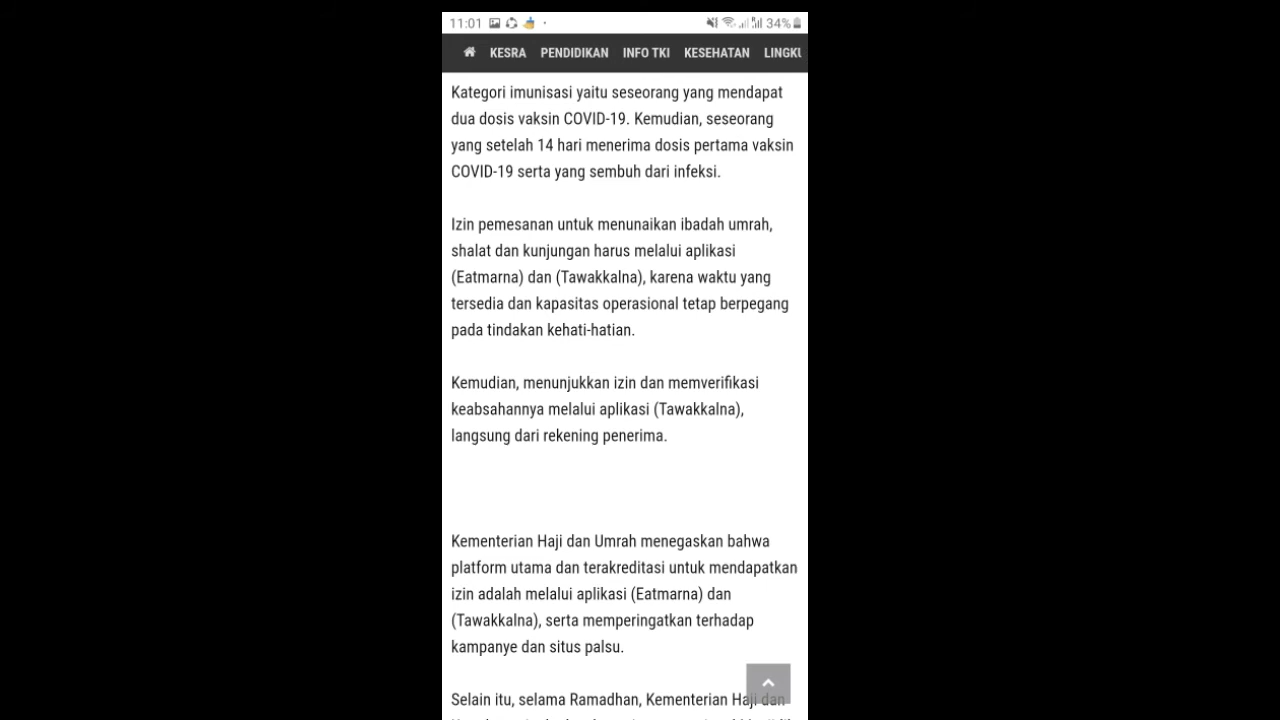 11:01 34%
KESRA PENDIDIKAN INFO TKI KESEHATAN
Kategori imunisasi yaitu seseorang yang mendapat
dua dosis vaksin COVID-19. Kemudian, seseorang
yang setelah 14 hari menerima dosis pertama vaksin
COVID-19 serta yang sembuh dari infeksi.
Izin pemesanan untuk menunaikan ibadah umrah,
shalat dan kunjungan harus melalui aplikasi
(Eatmarna) dan (Tawakkalna), karena waktu yang
tersedia dan kapasitas operasional tetap berpegang
pada tindakan kehati-hatian.
Kemudian, menunjukkan izin dan memverifikasi
keabsahannya melalui aplikasi (Tawakkalna),
langsung dari rekening penerima.
Kementerian Haji dan Umrah menegaskan bahwa
platform utama dan terakreditasi untuk mendapatkan
izin adalah melalui aplikasi (Eatmarna) dan
(Tawakkalna), serta memperingatkan terhadap
kampanye dan situs palsu.
Selain itu, selama Ramadhan, Kementerian Haji dan